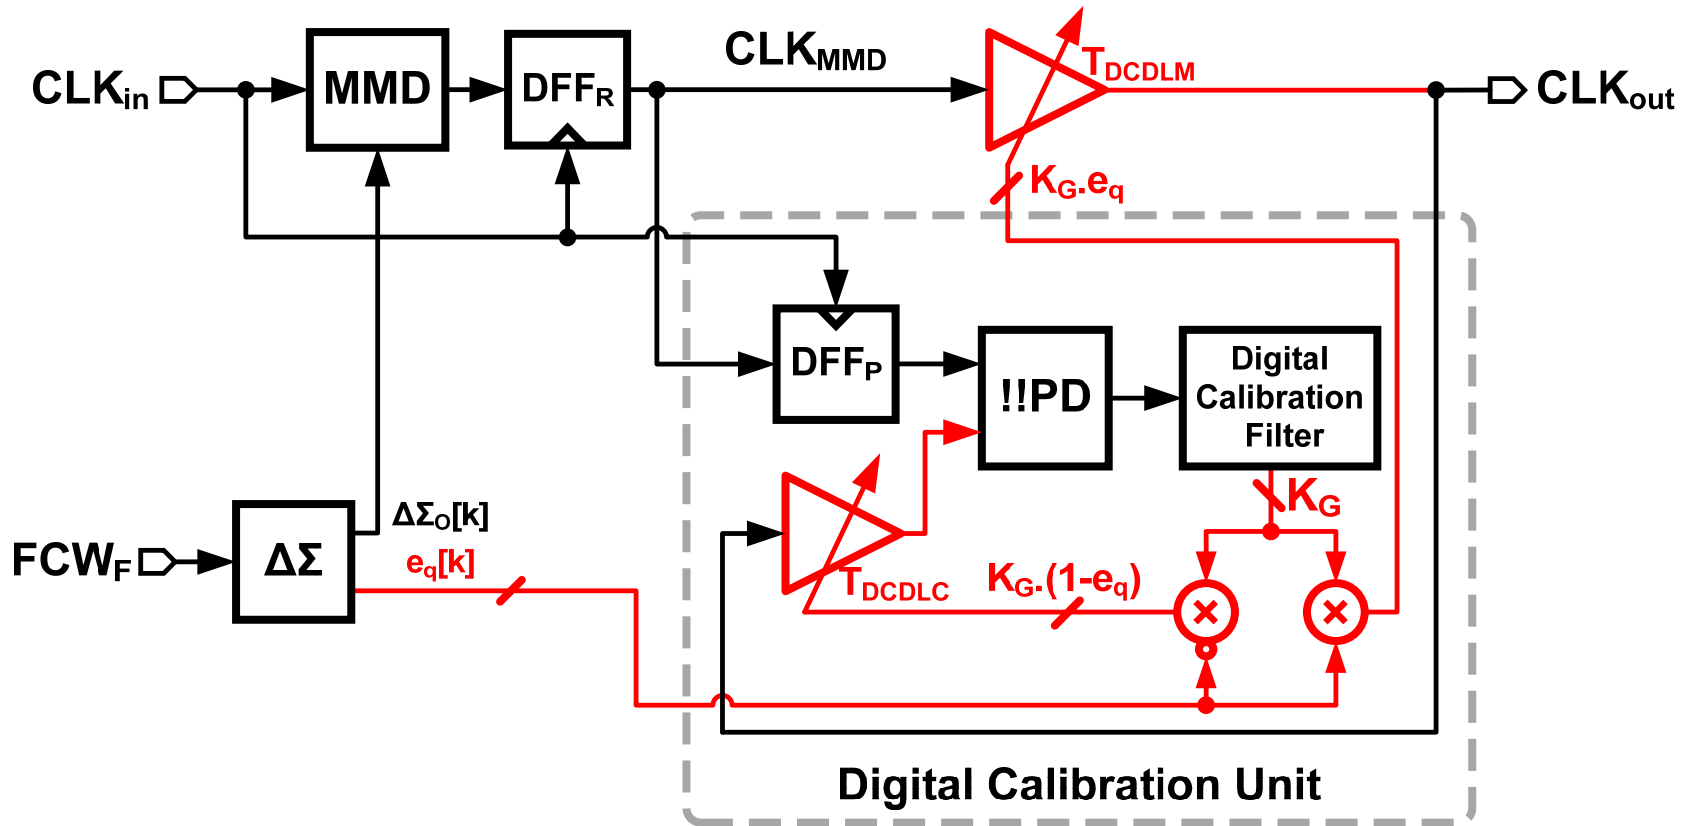 CLKin
MMD
DFFR
CLKMMD
TDCDLM
CLKout
KG.eq
DFFP
!!PD
Digital
Calibration
Filter
KG
FCWF
ΔΣ
ΔΣO[k]
eq[k]
TDCDLC
KG.(1-eq)
×
×
Digital Calibration Unit